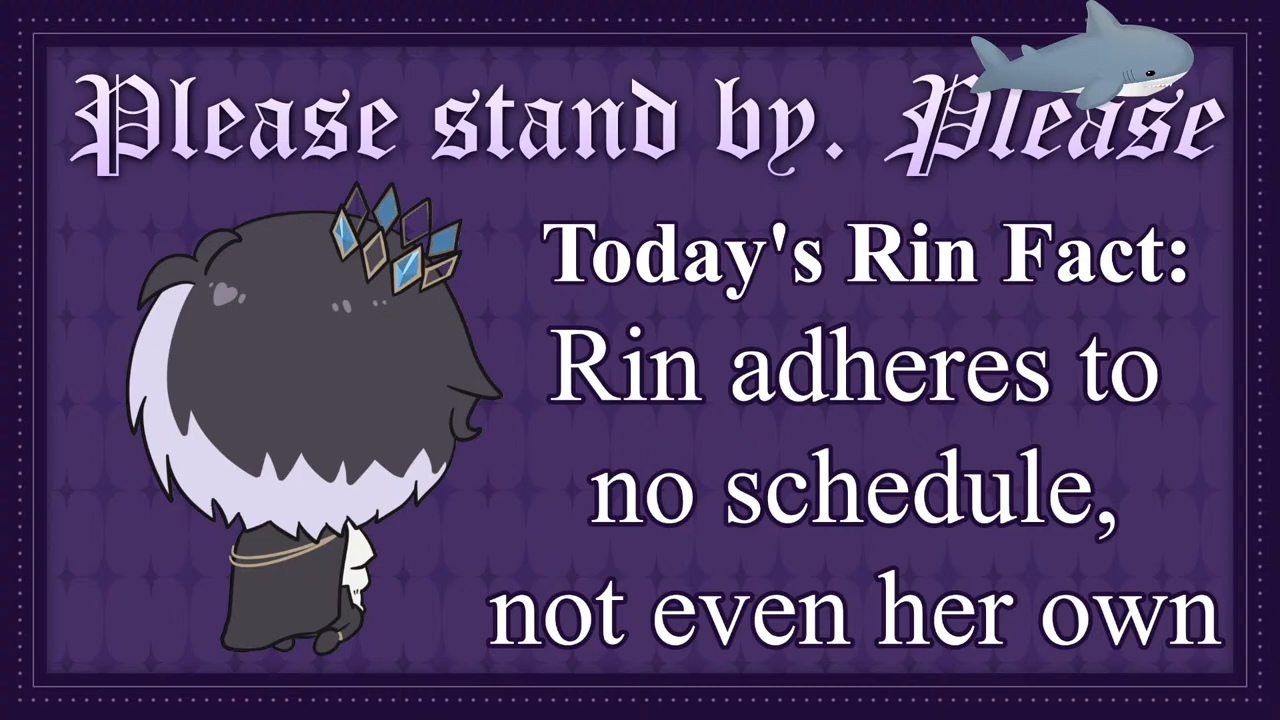 Please stand by. Please
Today's Rin Fact:
Rin adheres to
no schedule,
not even her own